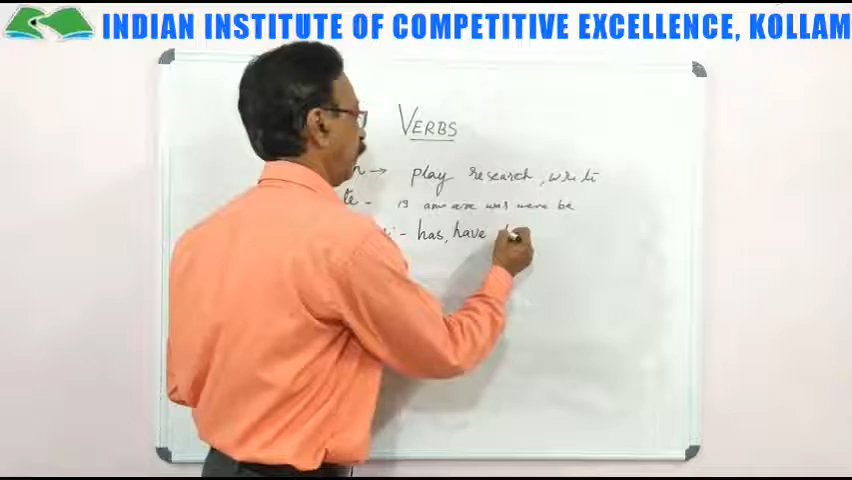 INDIAN INSTITUTE OF COMPETITIVE EXCELLENCE, KOLLAM
VERBS
→ play research, write
- is am are was were be
- has, have